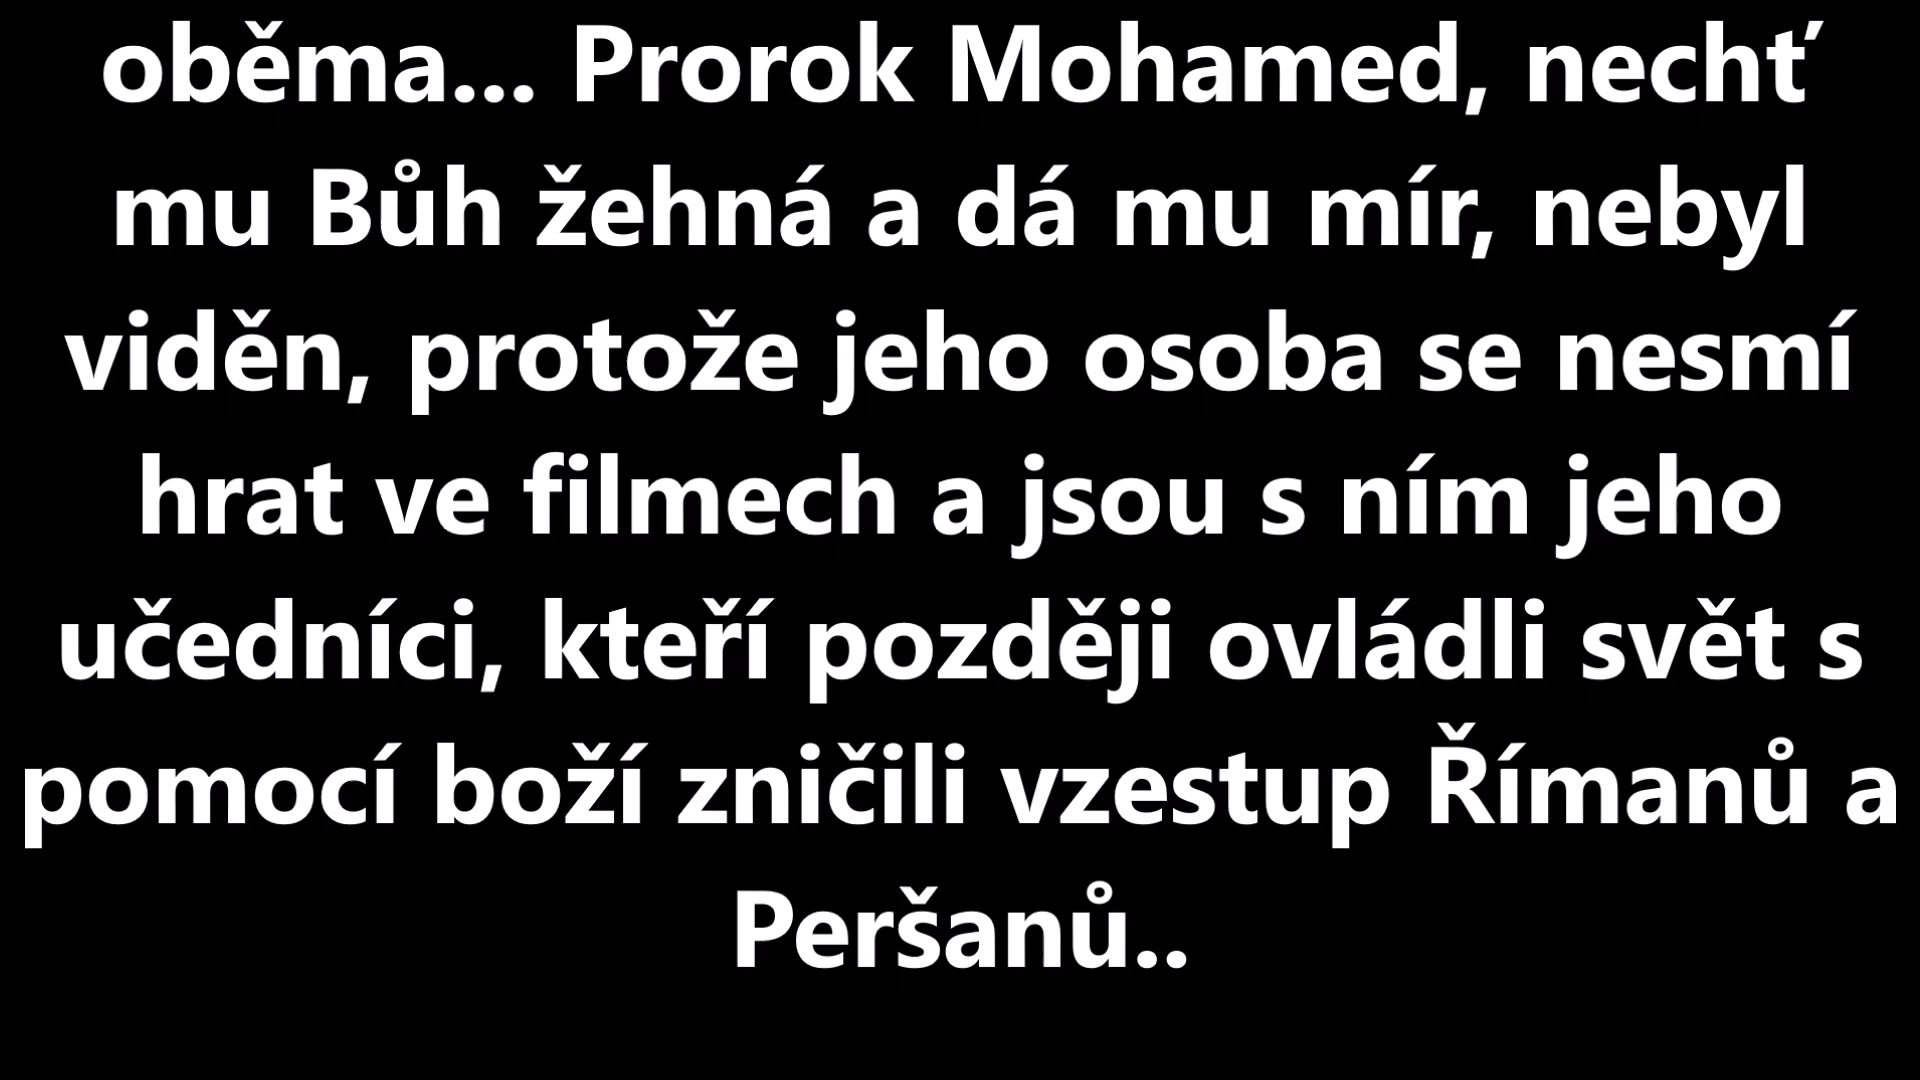 oběma... Prorok Mohamed, nechť
mu Bůh žehná a dá mu mír, nebyl
viděn, protože jeho osoba se nesmí
hrat ve filmech a jsou s ním jeho
učedníci, kteří později ovládli svět s
pomocí boží zničili vzestup Římanů a
Peršanů..